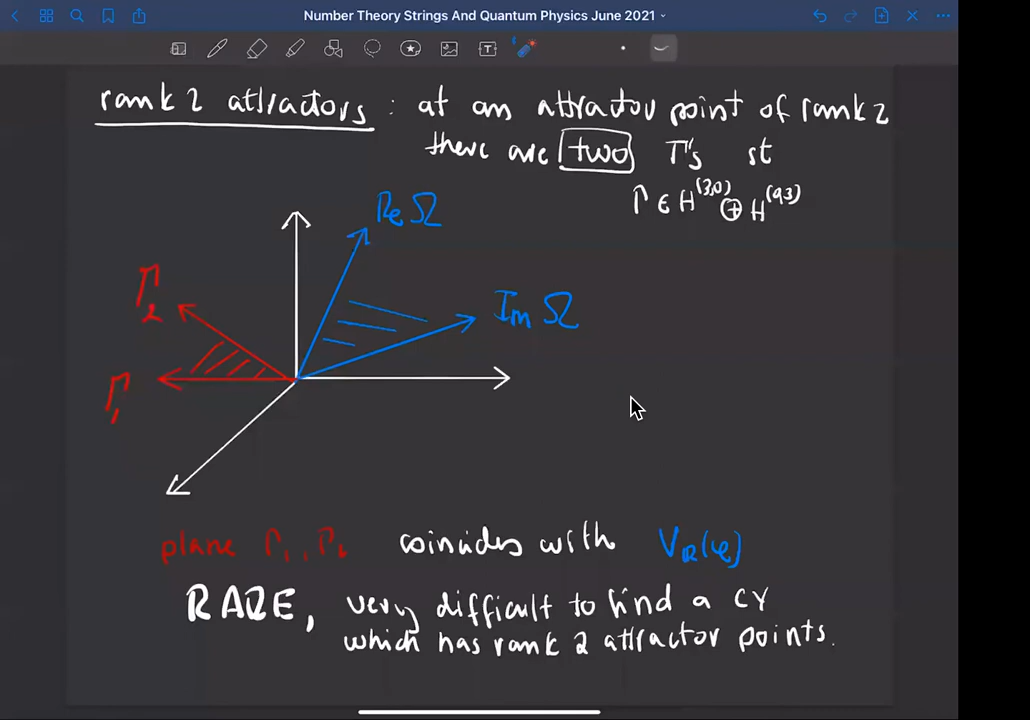 Number Theory Strings And Quantum Physics June 2021
rank 2 attractors : at an attractor point of rank 2
there are two Γ's st
Γ ∈ H^(3,0) ⊕ H^(0,3)
Re Ω
Γ₂
Im Ω
Γ₁
plane Γ₁, Γ₂ coincides with V_ℝ(φ)
RARE, very difficult to find a CY
which has rank 2 attractor points.